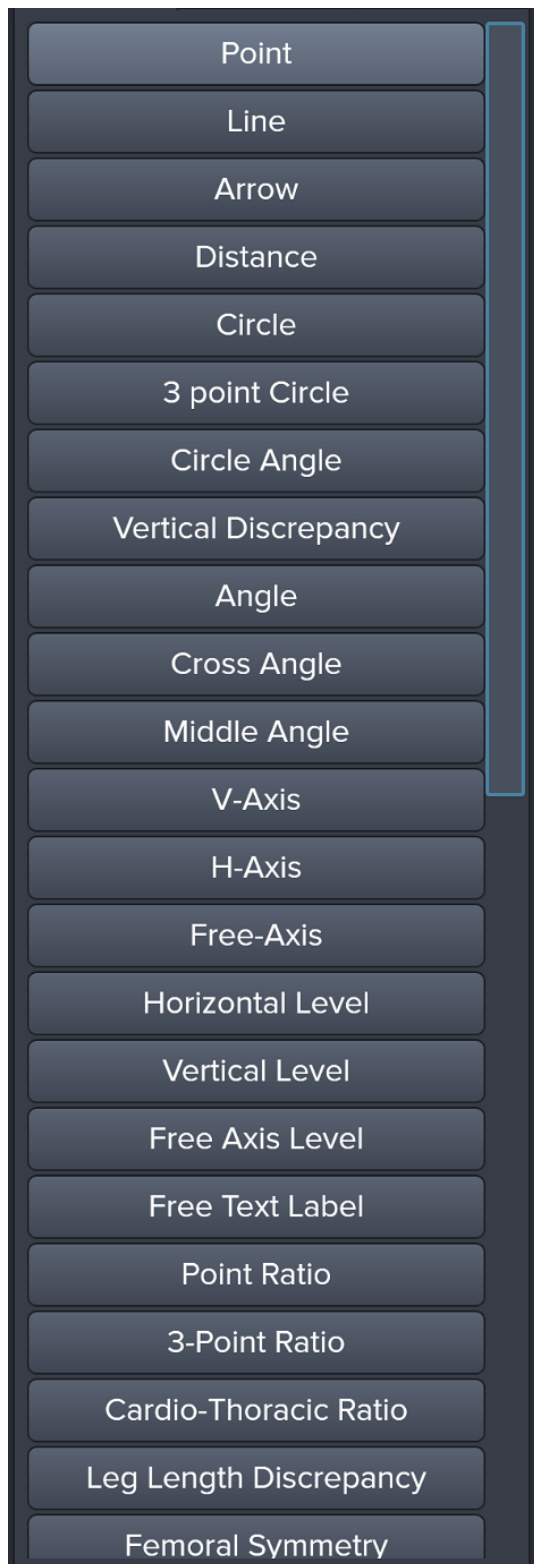 Point
Line
Arrow
Distance
Circle
3 point Circle
Circle Angle
Vertical Discrepancy
Angle
Cross Angle
Middle Angle
V-Axis
H-Axis
Free-Axis
Horizontal Level
Vertical Level
Free Axis Level
Free Text Label
Point Ratio
3-Point Ratio
Cardio-Thoracic Ratio
Leg Length Discrepancy
Femoral Symmetry